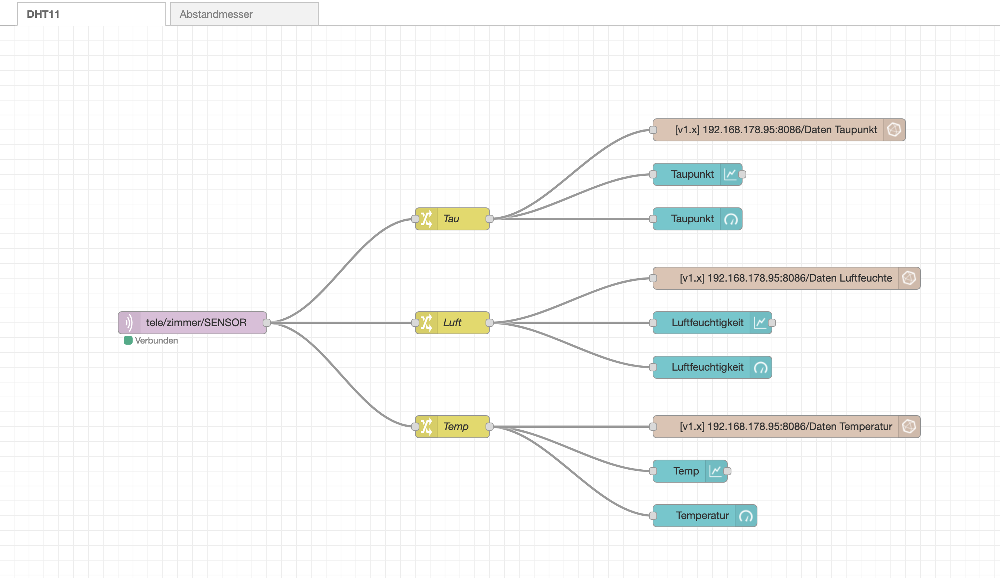 DHT11
Abstandmesser
[v1.x] 192.168.178.95:8086/Daten Taupunkt
Taupunkt
Tau
Taupunkt
[v1.x] 192.168.178.95:8086/Daten Luftfeuchte
tele/zimmer/SENSOR
Luft
Luftfeuchtigkeit
Verbunden
Luftfeuchtigkeit
Temp
[v1.x] 192.168.178.95:8086/Daten Temperatur
Temp
Temperatur